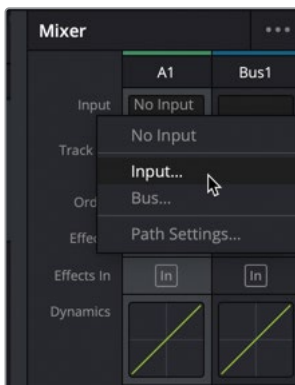 Mixer
A1 Bus1
Input No Input
No Input
Track
Input...
Bus...
Path Settings...
Effects In In In
Dynamics